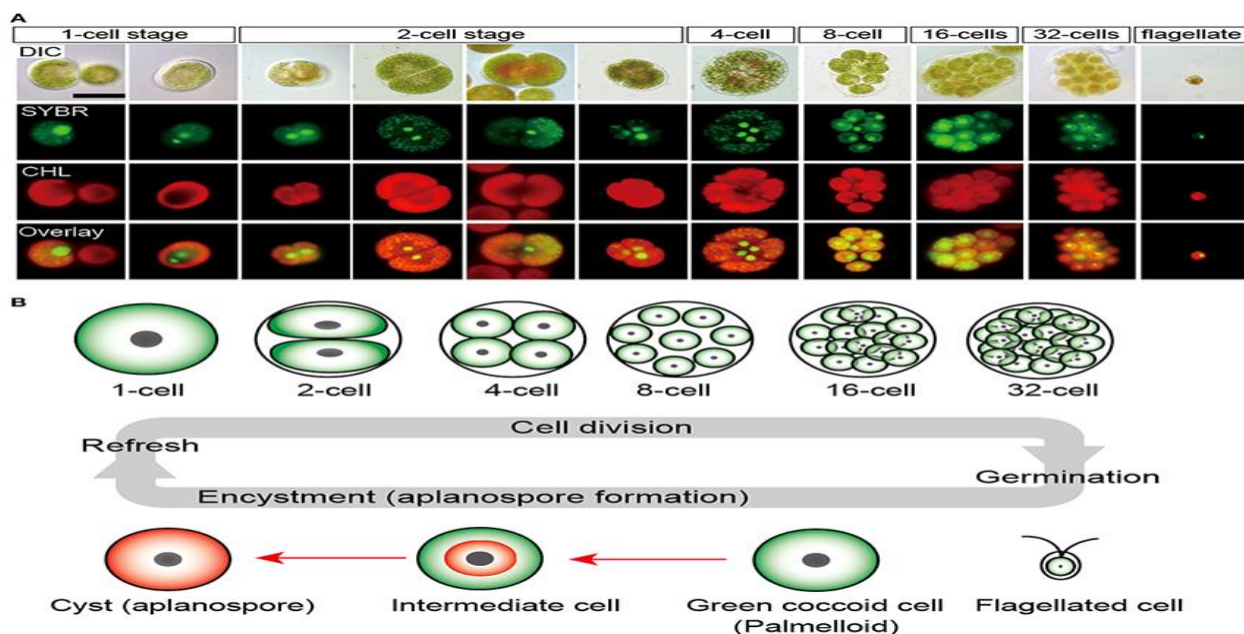 A
1-cell stage 2-cell stage 4-cell 8-cell 16-cells 32-cells flagellate
DIC
SYBR
CHL
Overlay
B
1-cell 2-cell 4-cell 8-cell 16-cell 32-cell
Cell division
Refresh
Germination
Encystment (aplanospore formation)
Cyst (aplanospore) Intermediate cell Green coccoid cell Flagellated cell
(Palmelloid)